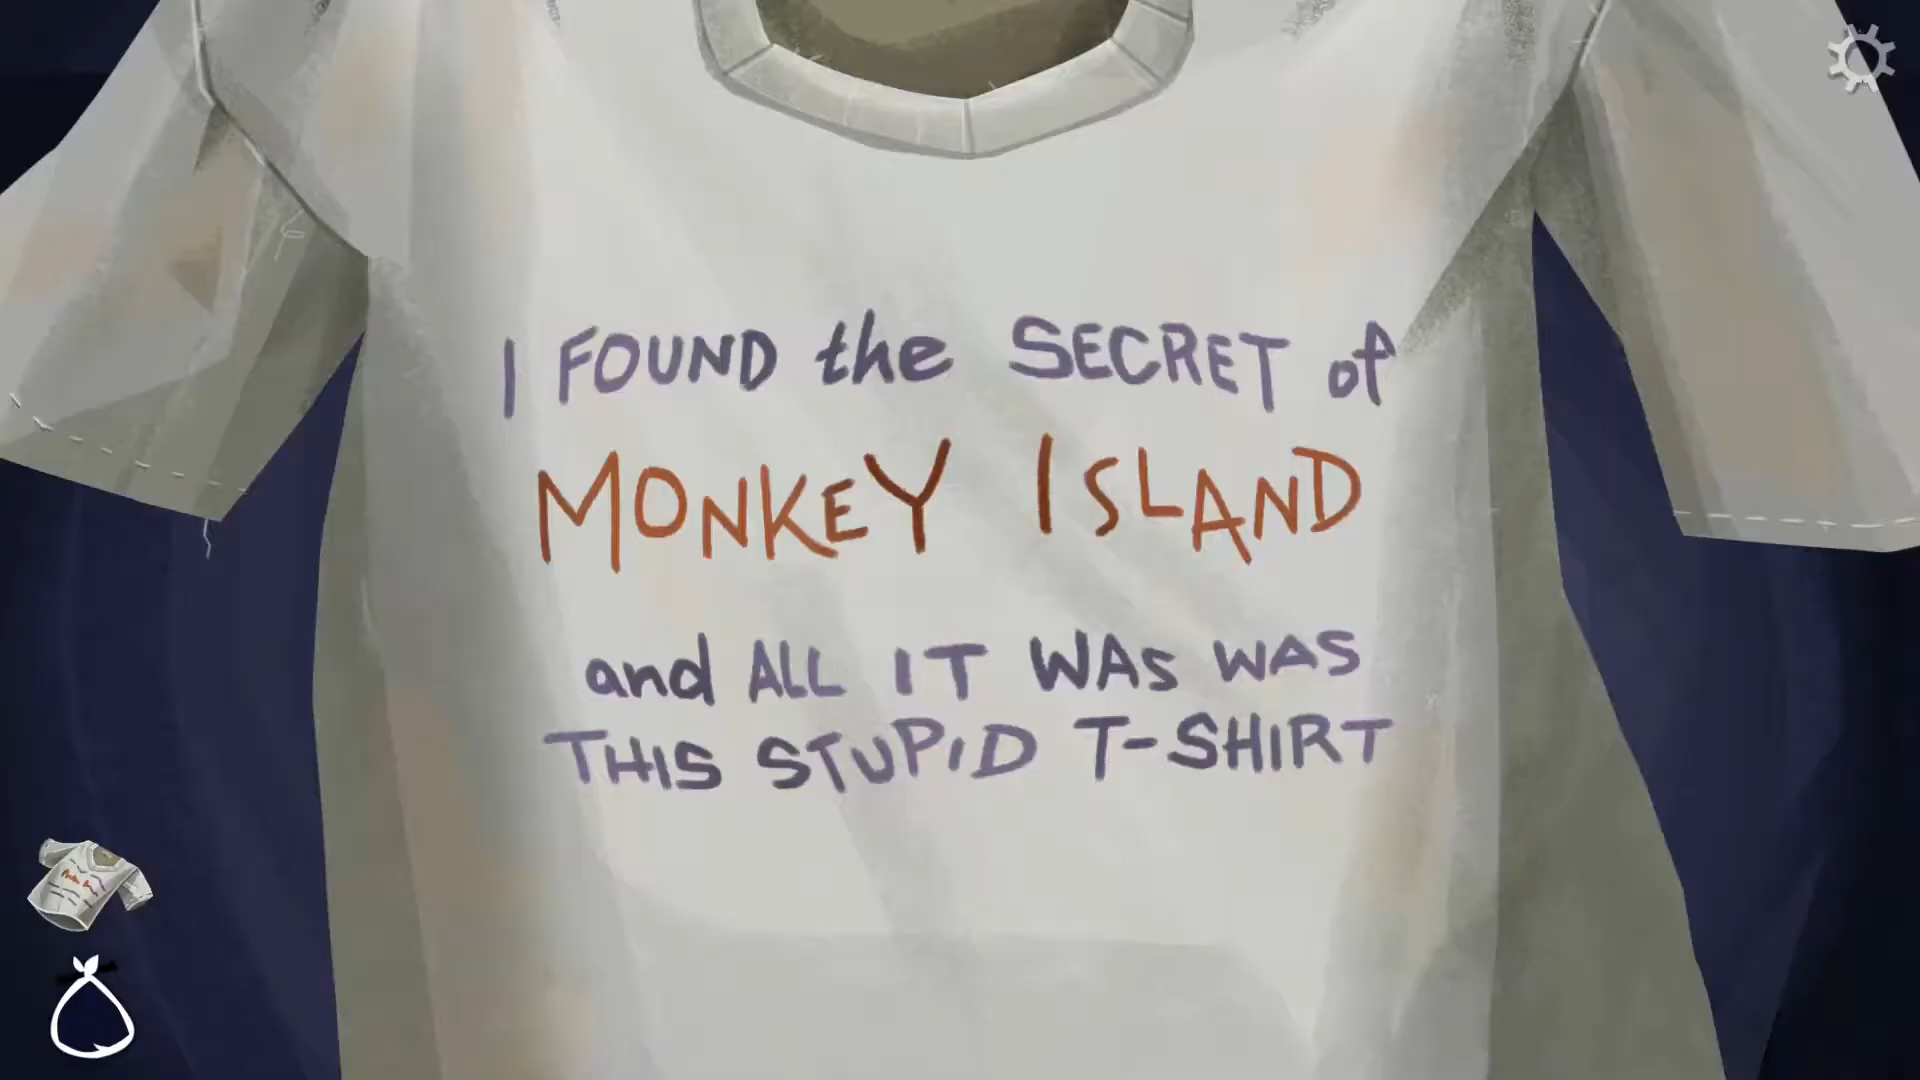 I FOUND the SECRET of
MONKEY ISLAND
and ALL IT WAS WAS
THIS STUPID T-SHIRT